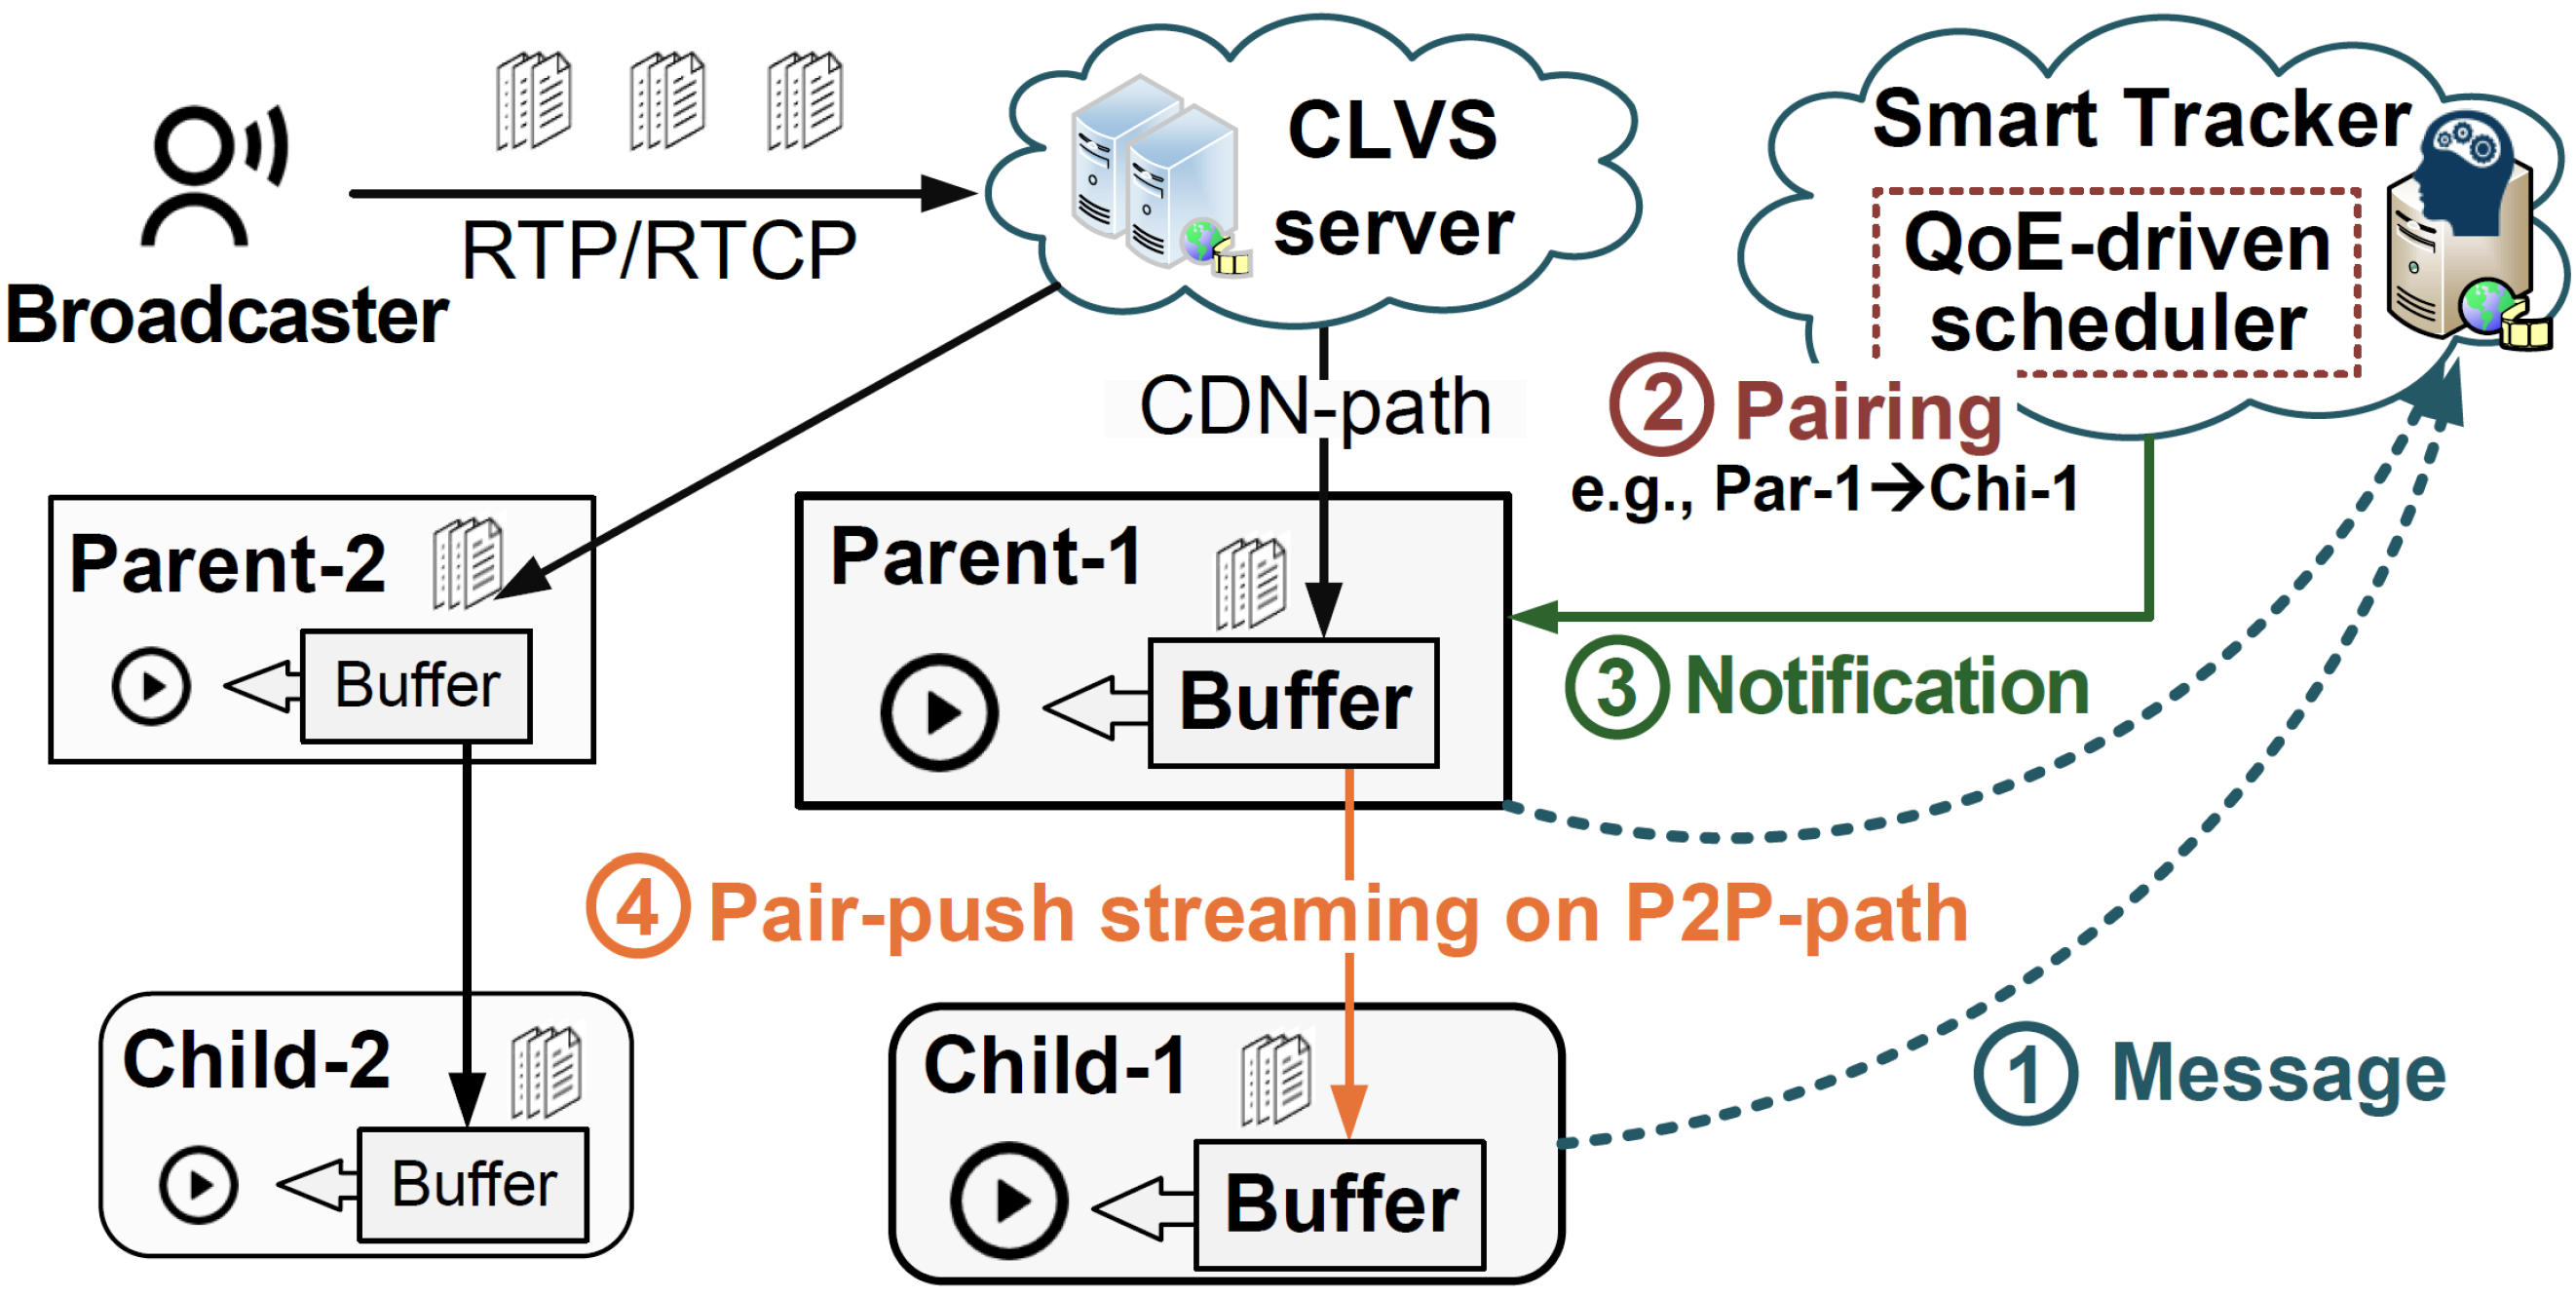 Broadcaster
RTP/RTCP
CLVS
server
Smart Tracker
QoE-driven
scheduler
CDN-path
2 Pairing
e.g., Par-1→Chi-1
Parent-2
Buffer
Parent-1
Buffer
3 Notification
4 Pair-push streaming on P2P-path
1 Message
Child-2
Buffer
Child-1
Buffer